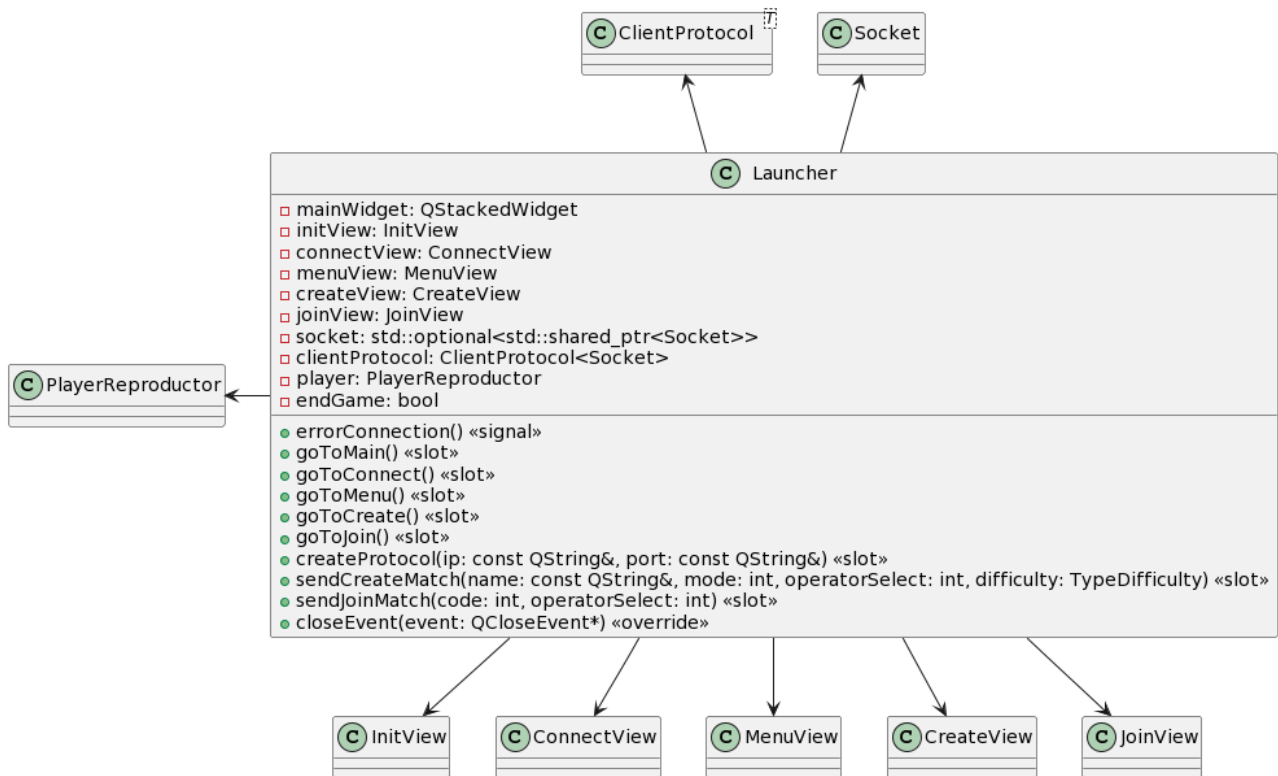 C ClientProtocol T
C Socket
C Launcher
mainWidget: QStackedWidget
initView: InitView
connectView: ConnectView
menuView: MenuView
createView: CreateView
joinView: JoinView
socket: std::optional<std::shared_ptr<Socket>>
clientProtocol: ClientProtocol<Socket>
player: PlayerReproductor
endGame: bool
C PlayerReproductor
errorConnection() «signal»
goToMain() «slot»
goToConnect() «slot»
goToMenu() «slot»
goToCreate() «slot»
goToJoin() «slot»
createProtocol(ip: const QString&, port: const QString&) «slot»
sendCreateMatch(name: const QString&, mode: int, operatorSelect: int, difficulty: TypeDifficulty) «slot»
sendJoinMatch(code: int, operatorSelect: int) «slot»
closeEvent(event: QCloseEvent*) «override»
C InitView
C ConnectView
C MenuView
C CreateView
C JoinView